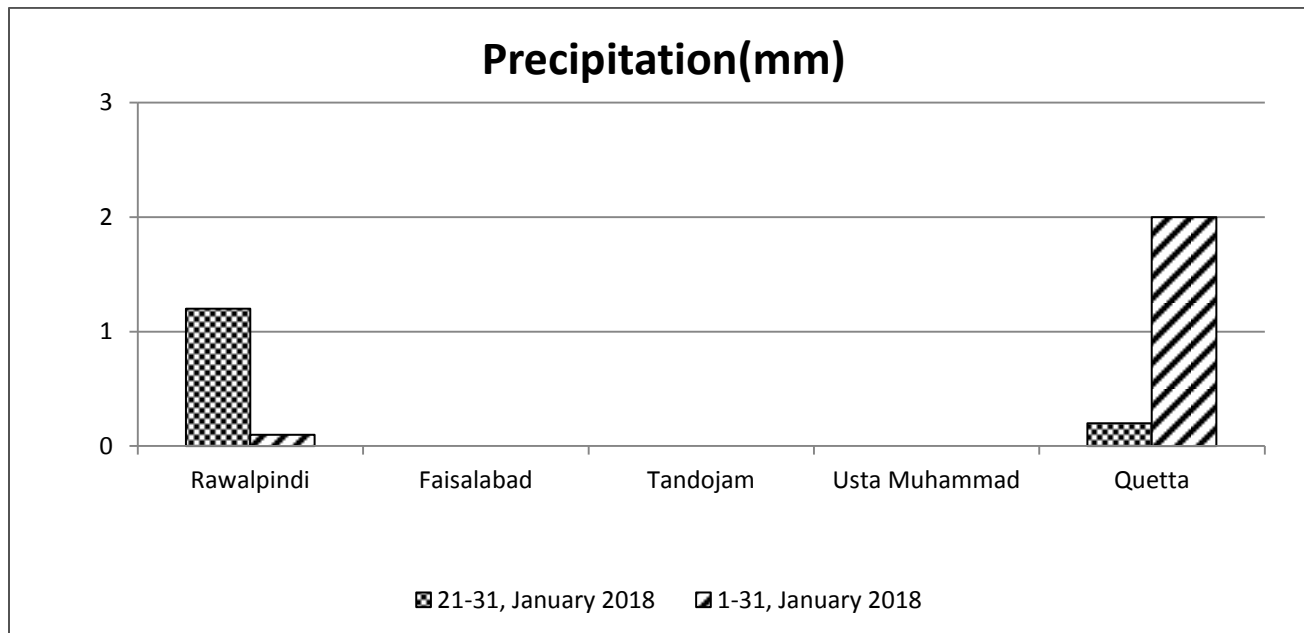 Precipitation(mm)
3
2
1
0
Rawalpindi Faisalabad Tandojam Usta Muhammad Quetta
21-31, January 2018 1-31, January 2018